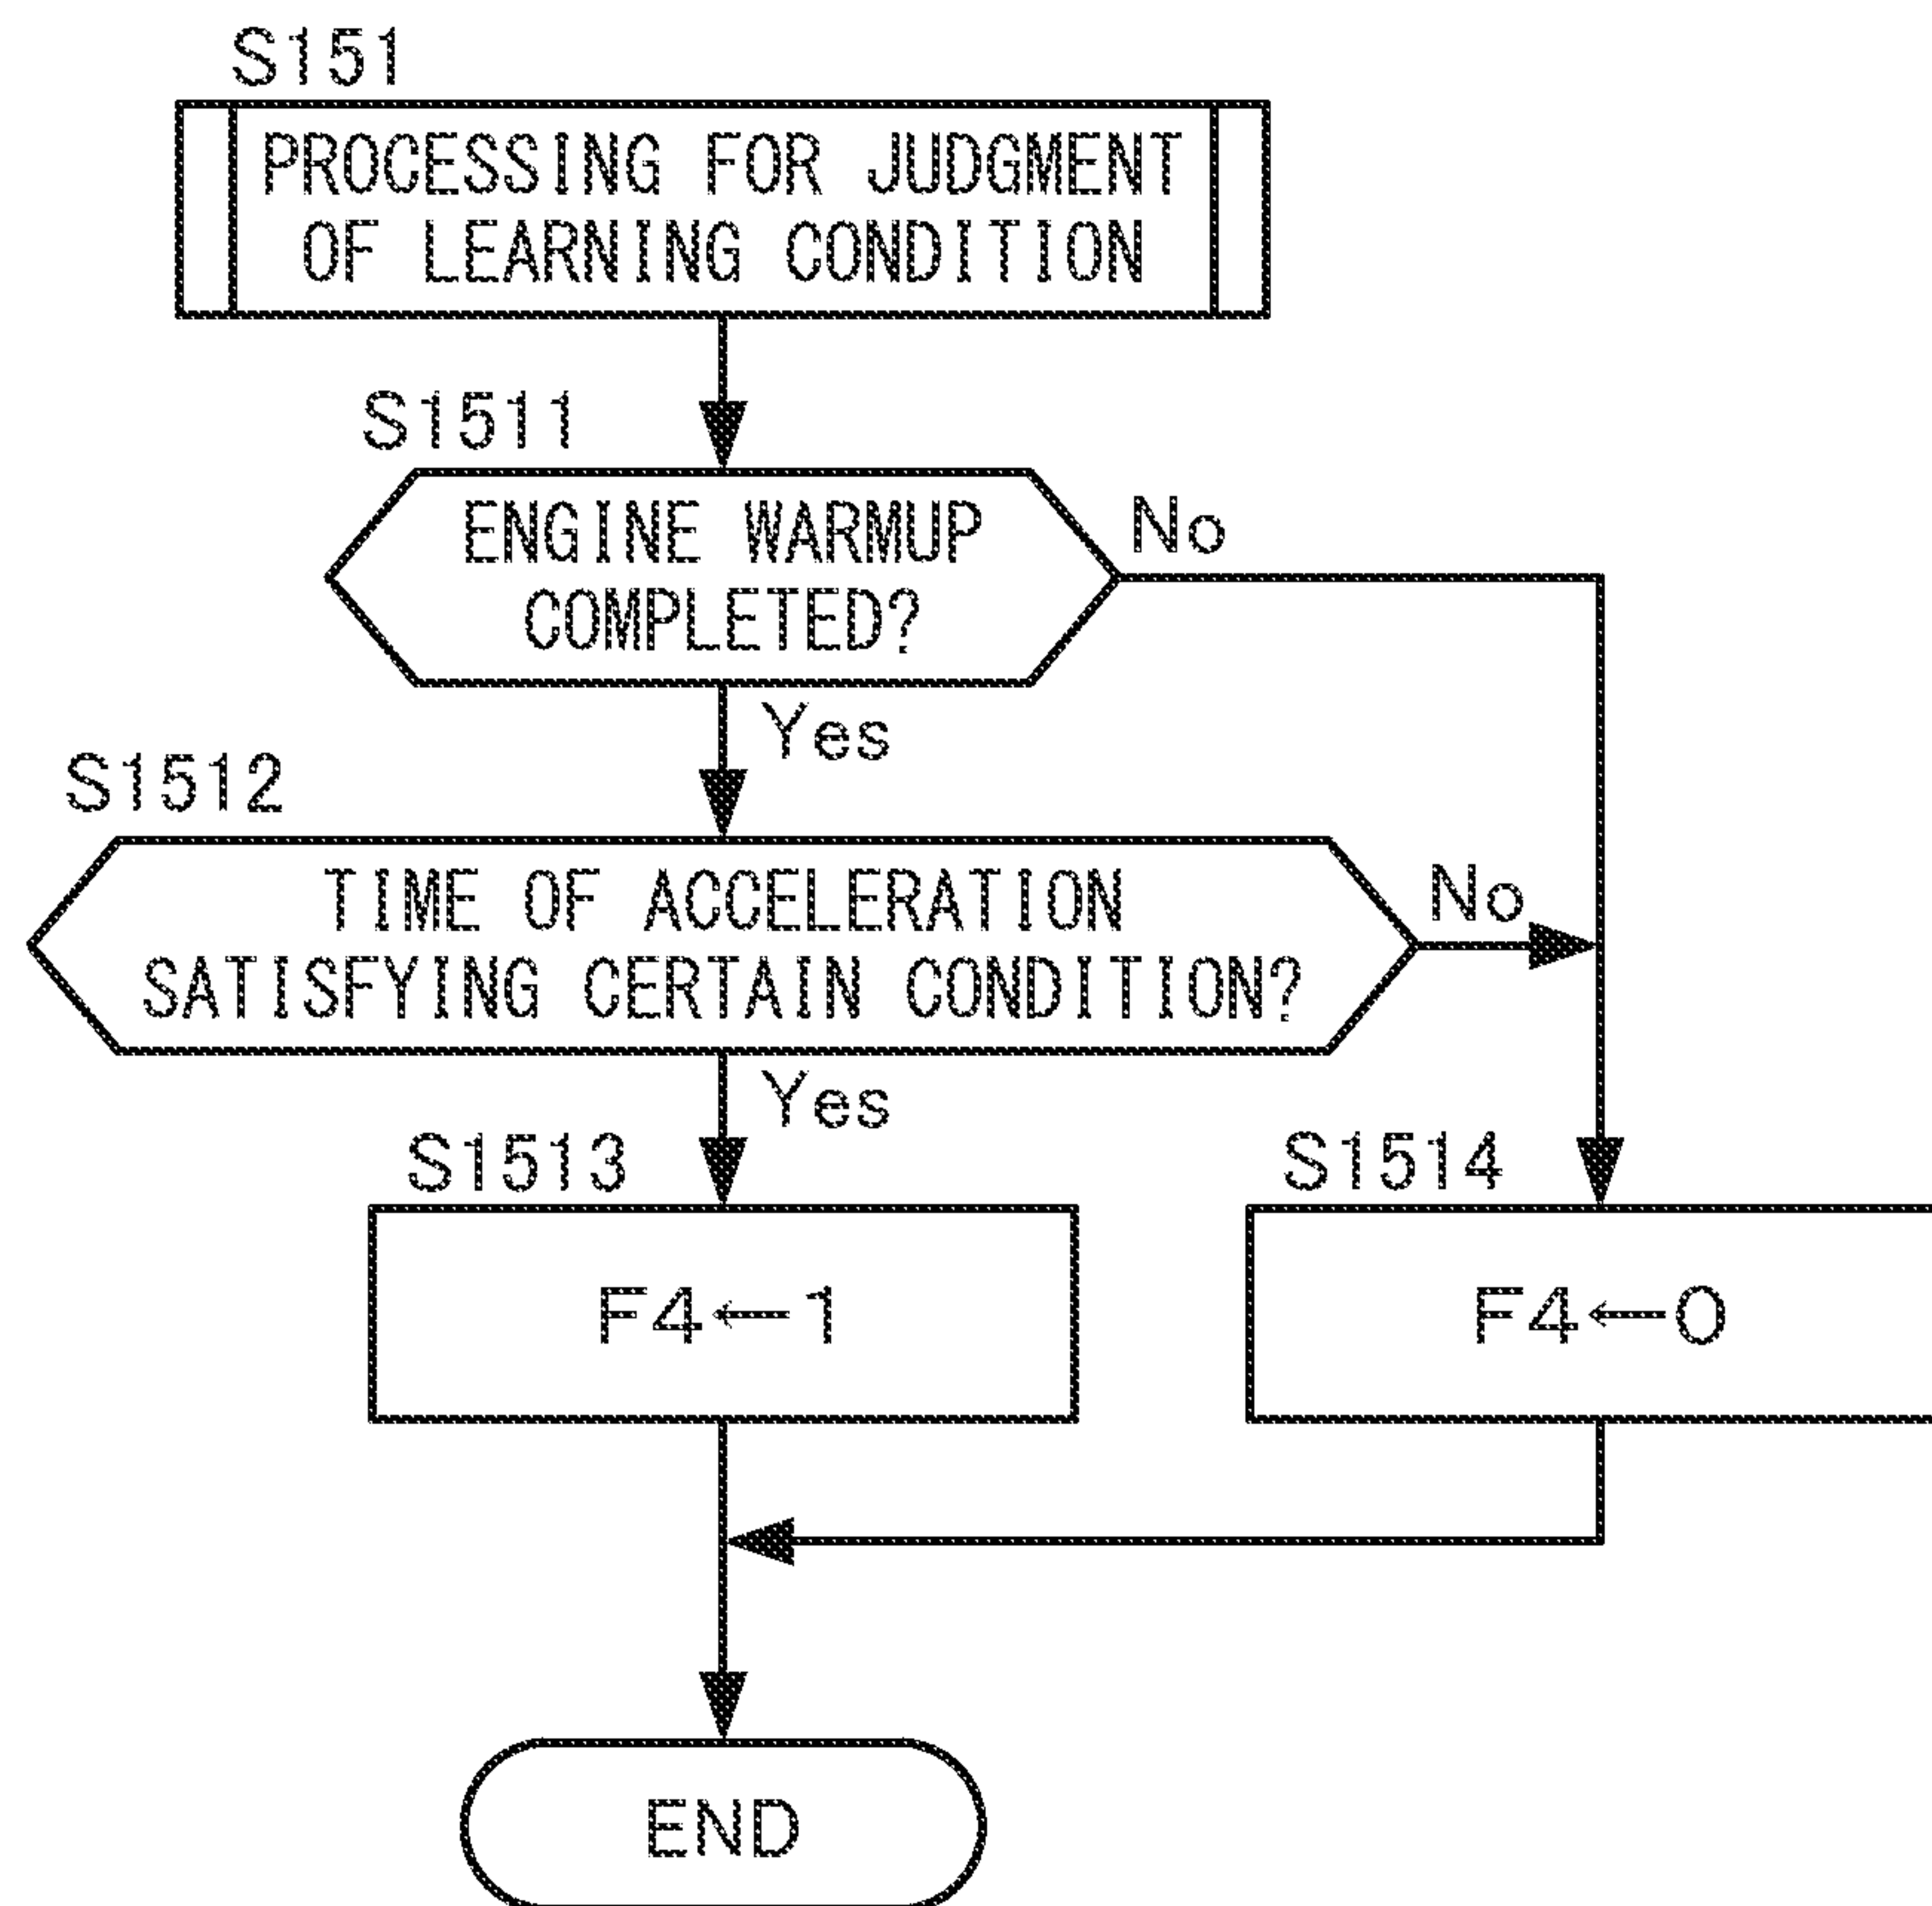 S151
PROCESSING FOR JUDGMENT
OF LEARNING CONDITION
S1511
ENGINE WARMUP
COMPLETED?
No
Yes
S1512
TIME OF ACCELERATION
SATISFYING CERTAIN CONDITION?
No
Yes
S1513
F4←1
S1514
F4←0
END